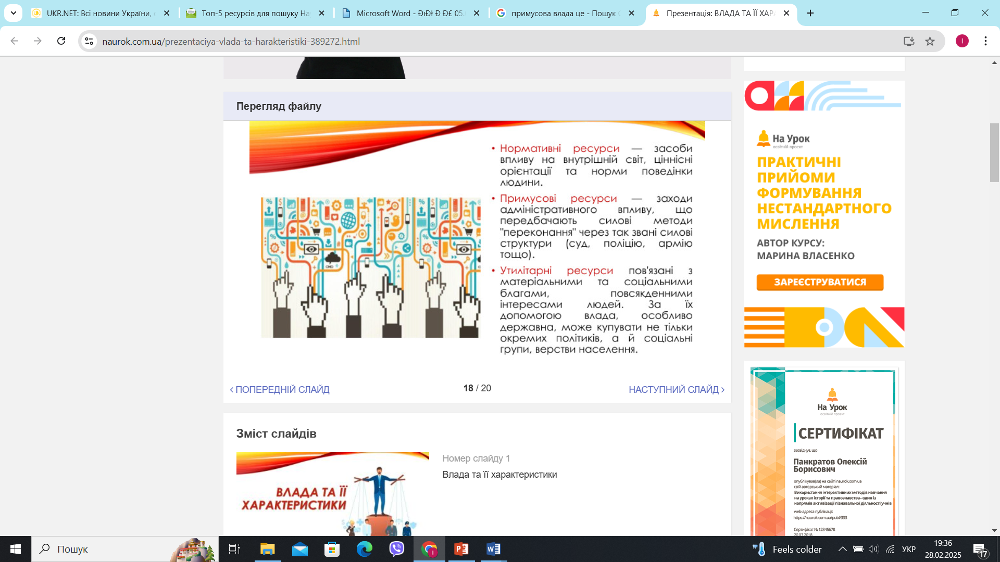 UKR.NET: Всі новини України,
Топ-5 ресурсів для пошуку На
Microsoft Word - ÐıÐŁ Ð Ð£ 05.
примусова влада це - Пошук
Презентація: ВЛАДА ТА ЇЇ ХАР
naurok.com.ua/prezentaciya-vlada-ta-harakteristiki-389272.html
I
Перегляд файлу
• Нормативні ресурси — засоби
впливу на внутрішній світ, ціннісні
орієнтації та норми поведінки
людини.
• Примусові ресурси — заходи
адміністративного впливу, що
передбачають силові методи
"переконання" через так звані силові
структури (суд, поліцію, армію
тощо).
• Утилітарні ресурси пов'язані з
матеріальними та соціальними
благами, повсякденними
інтересами людей. За їх
допомогою влада, особливо
державна, може купувати не тільки
окремих політиків, а й соціальні
групи, верстви населення.
‹ ПОПЕРЕДНІЙ СЛАЙД
18 / 20
НАСТУПНИЙ СЛАЙД ›
Зміст слайдів
ВЛАДА ТА ЇЇ
ХАРАКТЕРИСТИКИ
Номер слайду 1
Влада та її характеристики
На Урок
освітній проект
ПРАКТИЧНІ
ПРИЙОМИ
ФОРМУВАННЯ
НЕСТАНДАРТНОГО
МИСЛЕННЯ
АВТОР КУРСУ:
МАРИНА ВЛАСЕНКО
ЗАРЕЄСТРУВАТИСЯ
На Урок
освітній проект
СЕРТИФІКАТ
засвідчує, що
Панкратов Олексій
Борисович
опублікував(ла) на сайті naurok.com.ua
свій авторський матеріал:
Використання інтерактивних методів навчання
на уроках історії та правознавства- один із
напрямів активізації пізнавальної діяльності учнів
web-адреса публікації:
https://naurok.com.ua/publ/333
Сертифікат № 12345678
20.03.2018
Пошук
Feels colder
УКР
19:36
28.02.2025
17